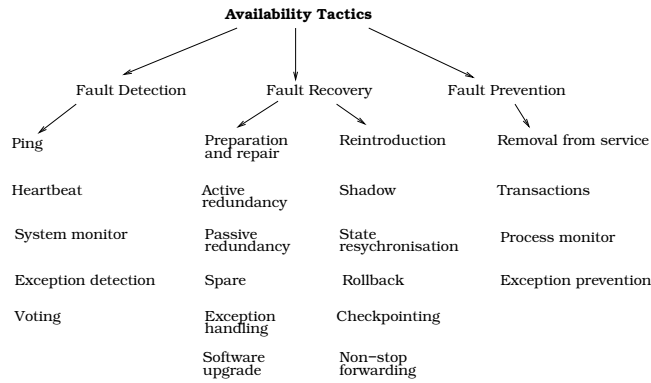 Availability Tactics
Fault Detection
Fault Recovery
Fault Prevention
Ping
Heartbeat
System monitor
Exception detection
Voting
Preparation
and repair
Active
redundancy
Passive
redundancy
Spare
Exception
handling
Software
upgrade
Reintroduction
Shadow
State
resychronisation
Rollback
Checkpointing
Non-stop
forwarding
Removal from service
Transactions
Process monitor
Exception prevention